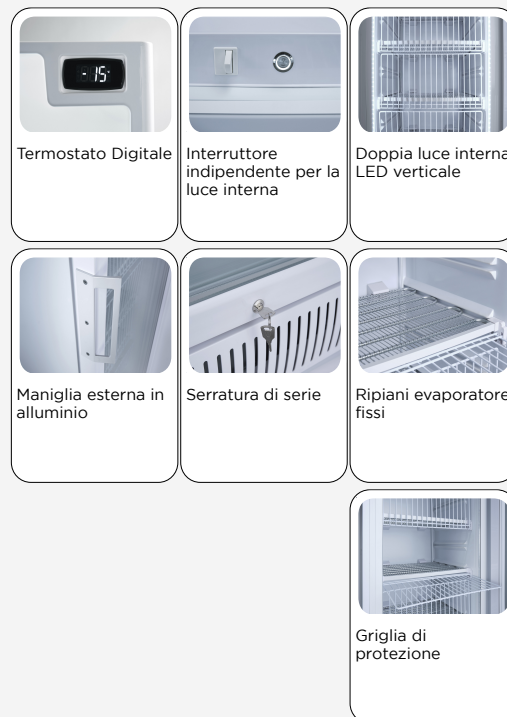 -15°
Termostato Digitale
Interruttore
indipendente per la
luce interna
Doppia luce interna
LED verticale
Maniglia esterna in
alluminio
Serratura di serie
Ripiani evaporatore
fissi
Griglia di
protezione